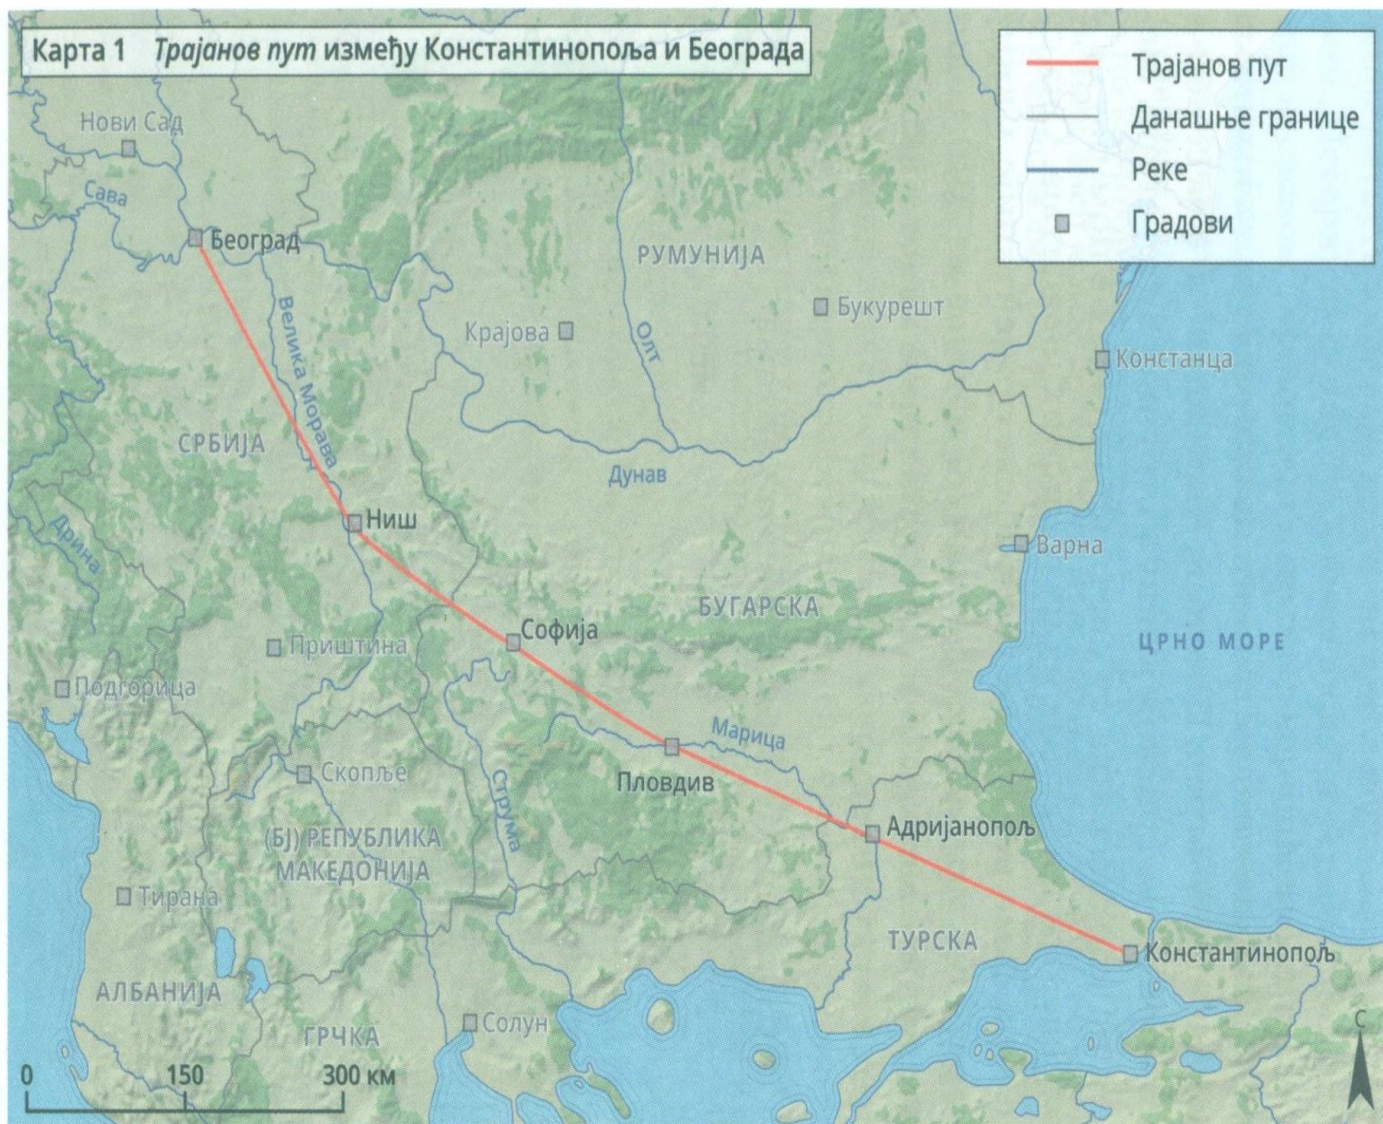 Карта 1 Трајанов пут између Константинопоља и Београда
Трајанов пут
Данашње границе
Реке
Градови
Нови Сад
Сава
Београд
РУМУНИЈА
Букурешт
Велика Морава
Крајова
Олт
Констанца
СРБИЈА
Дунав
Ниш
Дрина
Варна
БУГАРСКА
Софија
ЦРНО МОРЕ
Приштина
Подгорица
Марица
Скопље
Пловдив
Струма
(БЈ) РЕПУБЛИКА
МАКЕДОНИЈА
Адријанопољ
Тирана
ТУРСКА
Константинопољ
АЛБАНИЈА
ГРЧКА
Солун
С
0 150 300 км